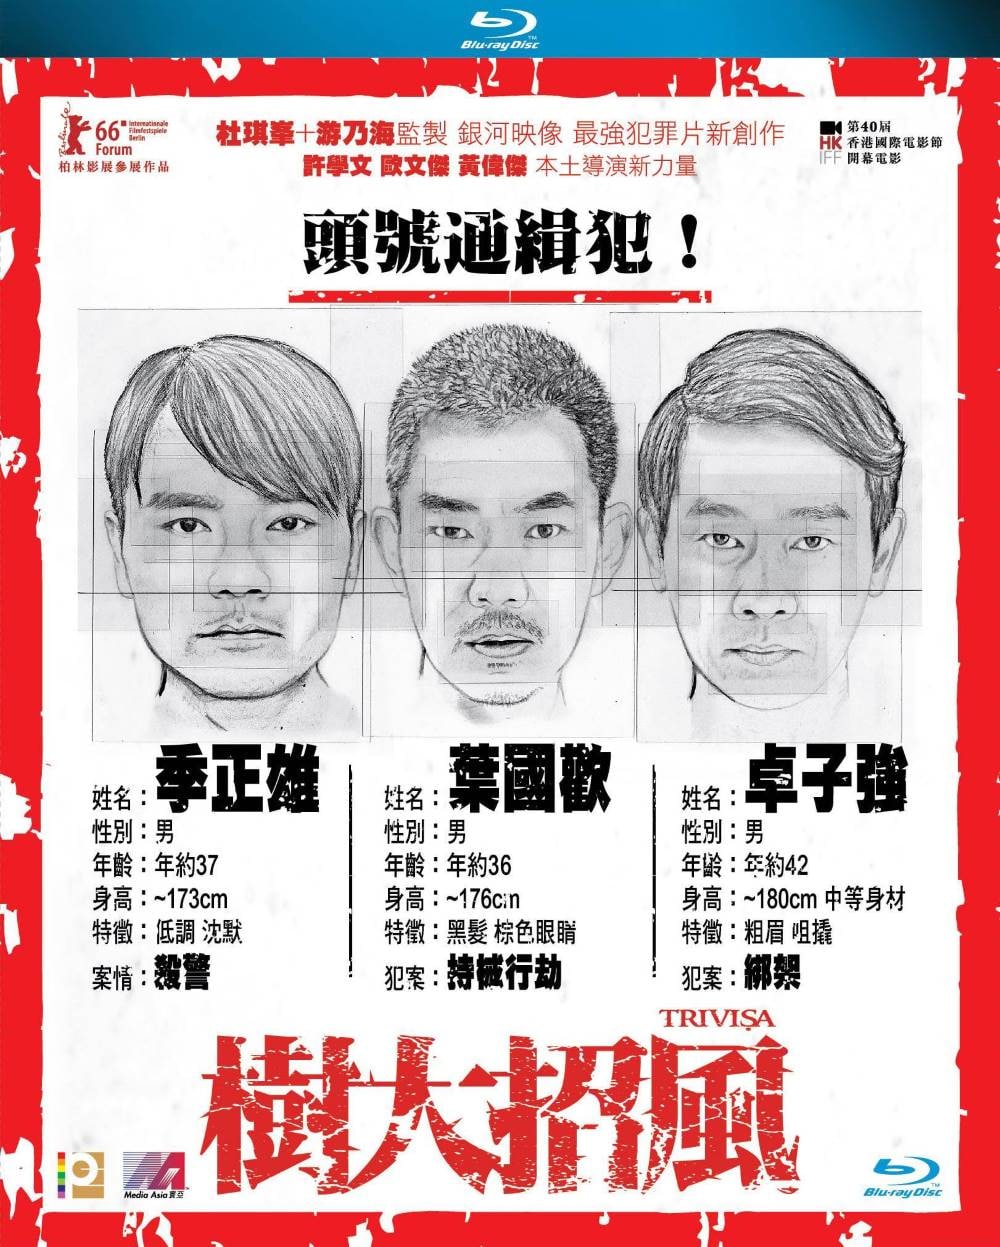 Blu-ray Disc™
66
Internationale
Filmfestspiele
Berlin
Forum
柏林影展參展作品
杜琪峯+游乃海監製 銀河映像 最強犯罪片新創作
許學文 歐文傑 黃偉傑 本土導演新力量
HK
IFF
第40屆
香港國際電影節
開幕電影
頭號通緝犯!
姓名:季正雄
性別:男
年齡:年約37
身高:~173cm
特徵:低調 沈默
案情:殺警
姓名:葉國歡
性別:男
年齡:年約36
身高:~176cm
特徵:黑髮 棕色眼睛
犯案:持械行劫
姓名:卓子強
性別:男
年齡:年約42
身高:~180cm 中等身材
特徵:粗眉 咀撬
犯案:綁架
TRIVISA
樹大招風
Media Asia 寰亞
Blu-ray Disc™